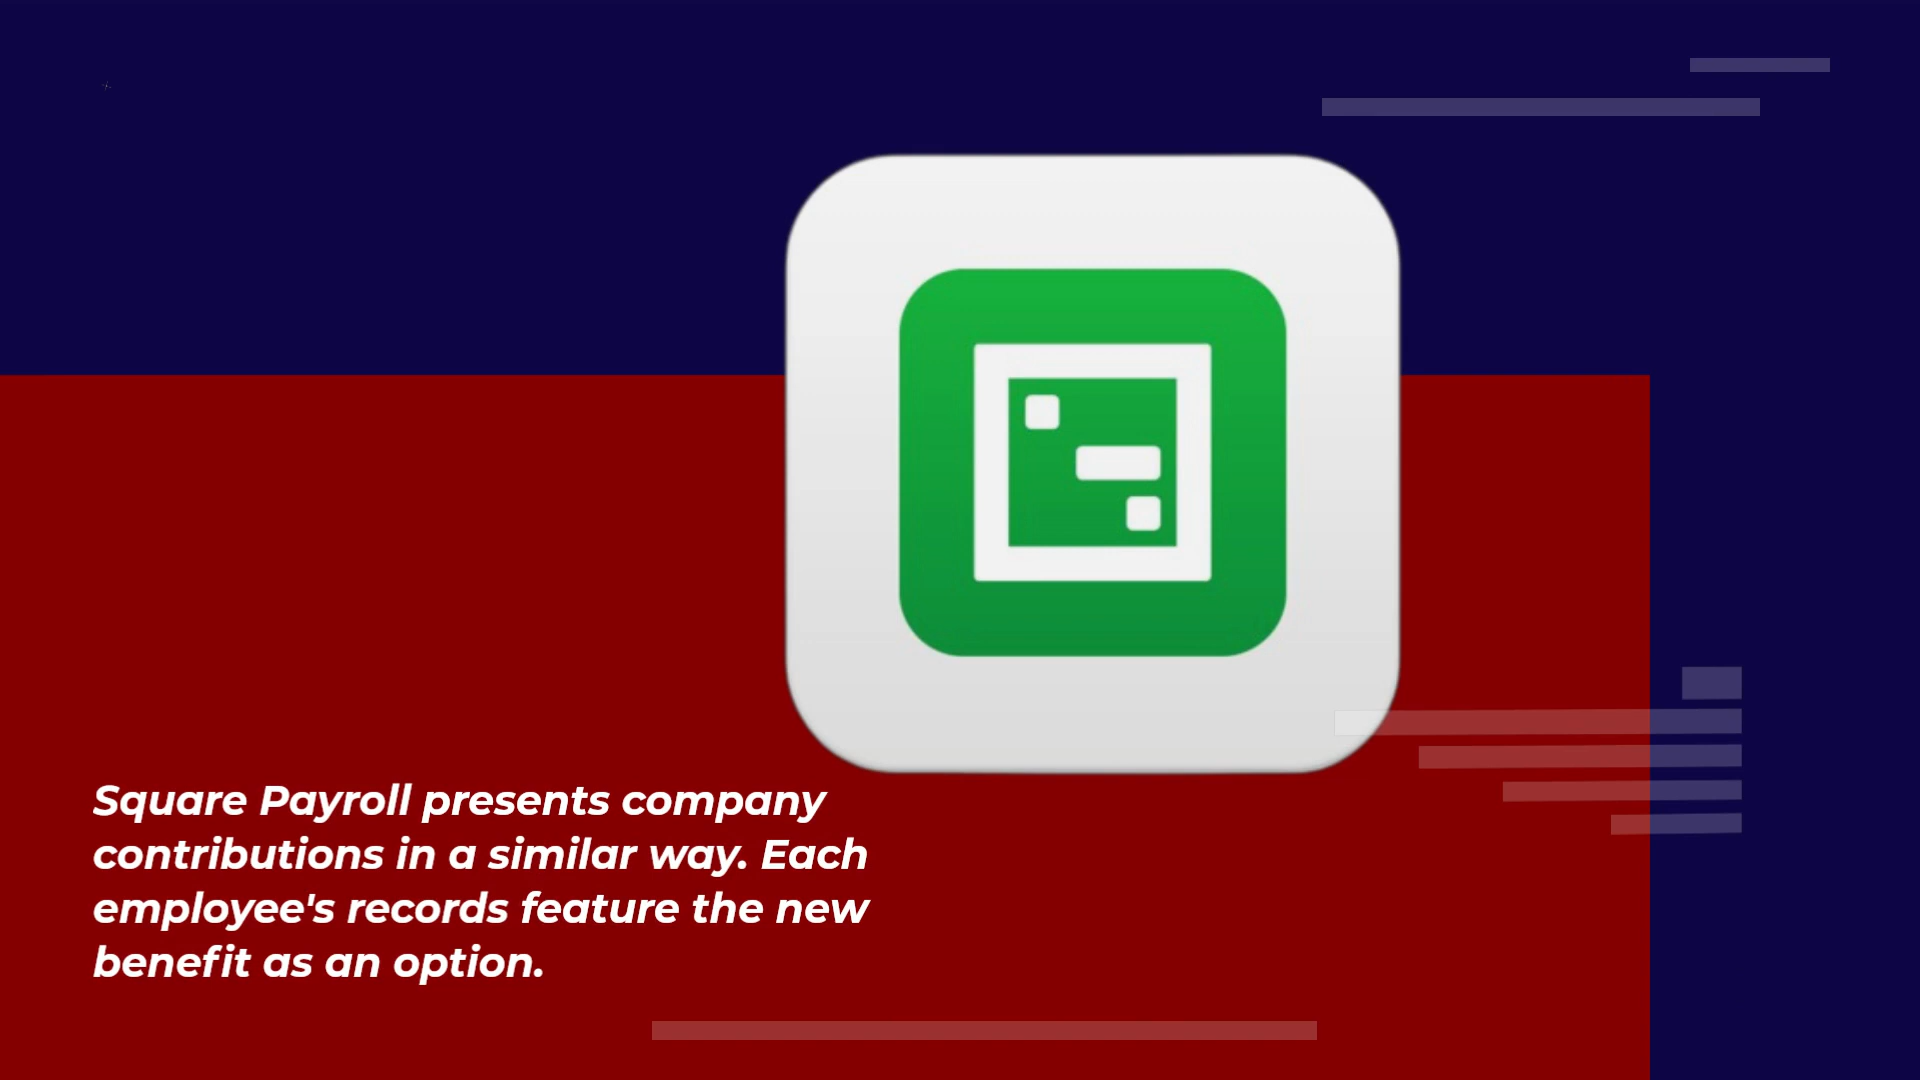 Square Payroll presents company
contributions in a similar way. Each
employee's records feature the new
benefit as an option.